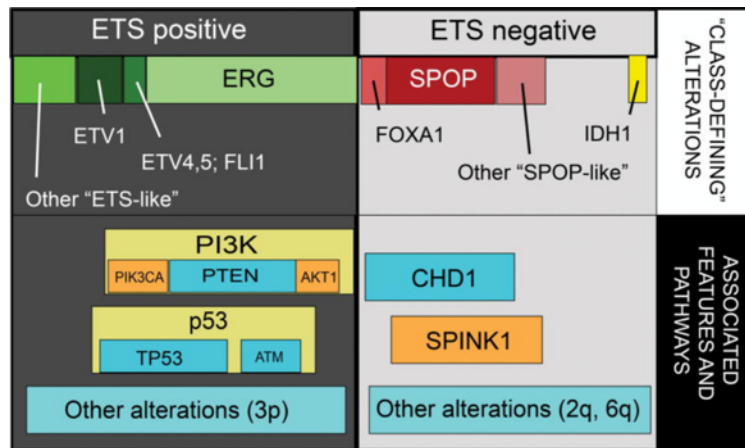 ETS positive
ETS negative
"CLASS-DEFINING"
ALTERATIONS
ERG
SPOP
ETV1
FOXA1
IDH1
ETV4,5; FLI1
Other "SPOP-like"
Other "ETS-like"
PI3K
PIK3CA
PTEN
AKT1
p53
TP53
ATM
Other alterations (3p)
CHD1
SPINK1
Other alterations (2q, 6q)
ASSOCIATED
FEATURES AND
PATHWAYS